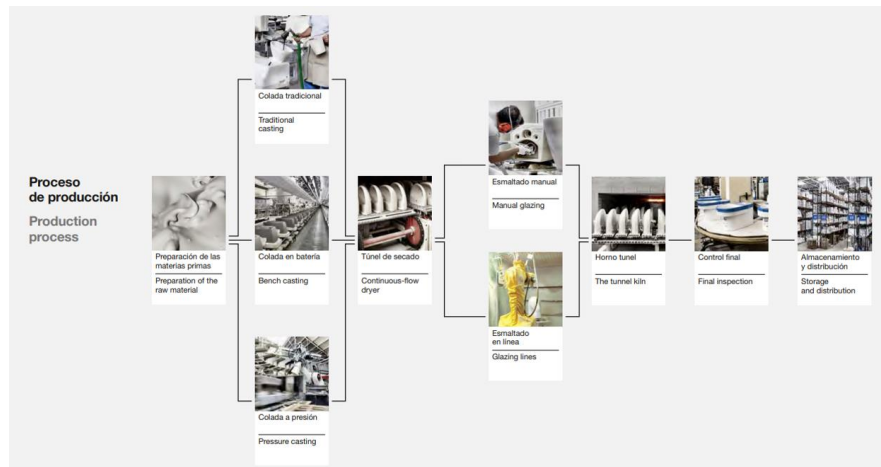 Proceso
de producción
Production
process
Preparación de las
materias primas
Preparation of the
raw material
Colada tradicional
Traditional
casting
Colada en batería
Bench casting
Colada a presión
Pressure casting
Túnel de secado
Continuous-flow
dryer
Esmaltado manual
Manual glazing
Esmaltado
en línea
Glazing lines
Horno tunel
The tunnel kiln
Control final
Final inspection
Almacenamiento
y distribución
Storage
and distribution